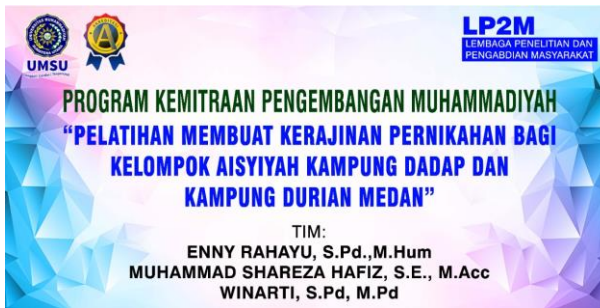 UMSU
A
LP2M
LEMBAGA PENELITIAN DAN
PENGABDIAN MASYARAKAT
PROGRAM KEMITRAAN PENGEMBANGAN MUHAMMADIYAH
“PELATIHAN MEMBUAT KERAJINAN PERNIKAHAN BAGI
KELOMPOK AISYIYAH KAMPUNG DADAP DAN
KAMPUNG DURIAN MEDAN”
TIM:
ENNY RAHAYU, S.Pd.,M.Hum
MUHAMMAD SHAREZA HAFIZ, S.E., M.Acc
WINARTI, S.Pd, M.Pd